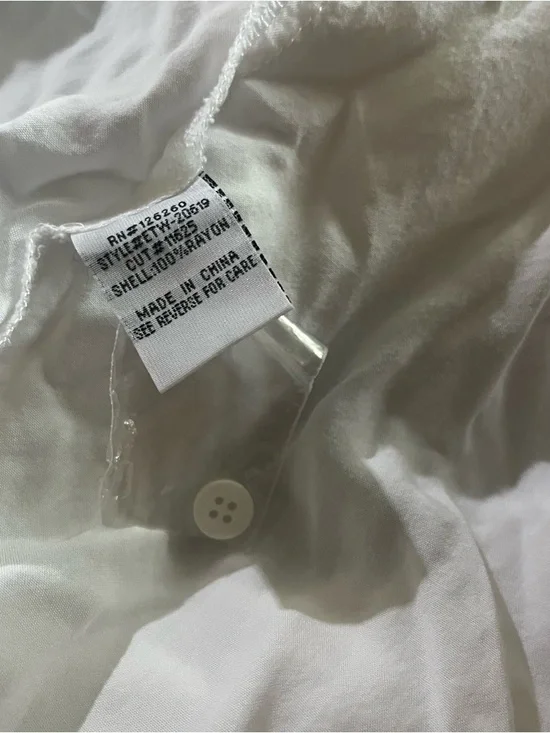 RN#126260
STYLE#ETW-20619
CUT#11625
SHELL:100%RAYON
MADE IN CHINA
SEE REVERSE FOR CARE